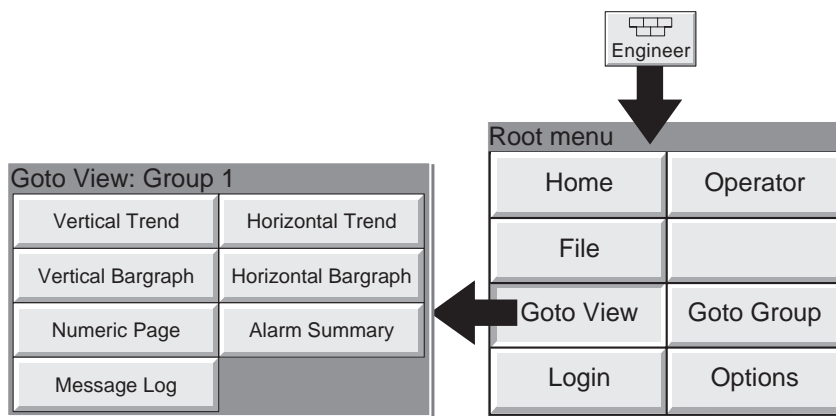 Engineer
Root menu
Home
Operator
File
Goto View
Goto Group
Login
Options
Goto View: Group 1
Vertical Trend
Horizontal Trend
Vertical Bargraph
Horizontal Bargraph
Numeric Page
Alarm Summary
Message Log